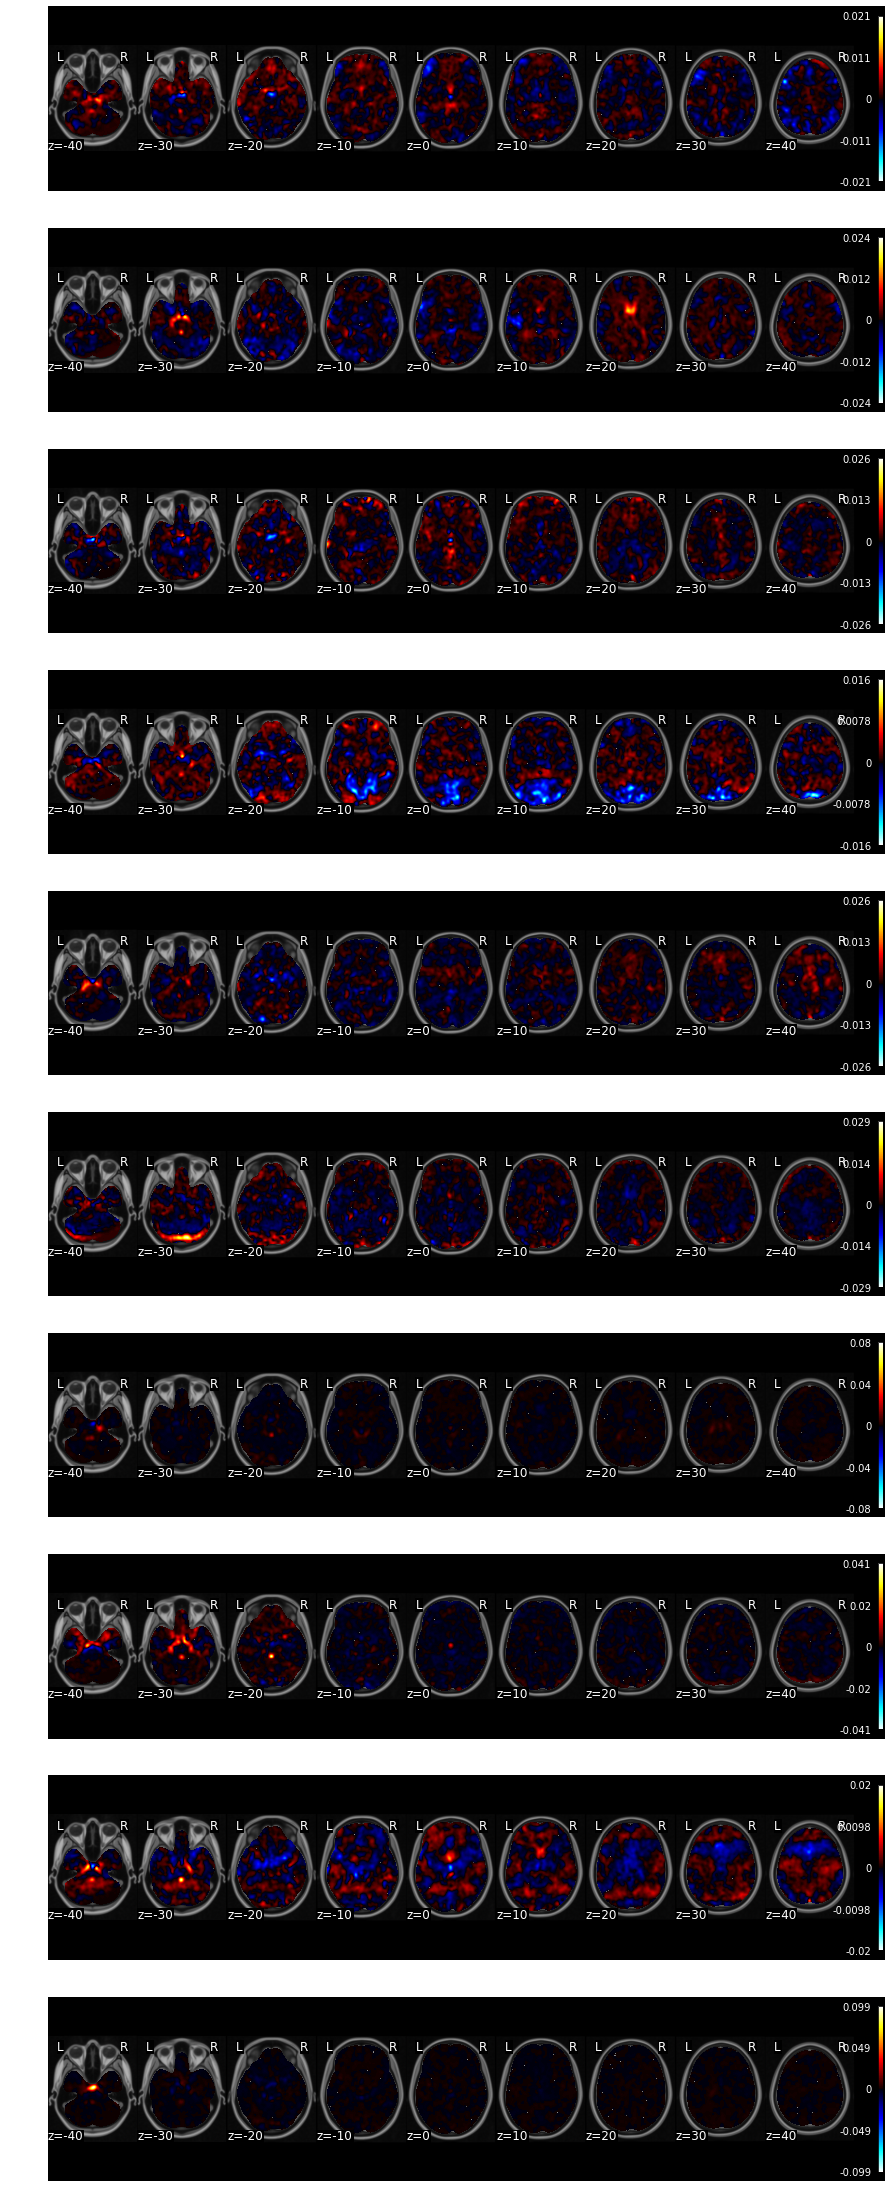 L R L R L R L R L R L R L R L R L R 0.021
0.011
0
-0.011
z=-40 z=-30 z=-20 z=-10 z=0 z=10 z=20 z=30 z=40
-0.021
L R L R L R L R L R L R L R L R L R 0.024
0.012
0
-0.012
z=-40 z=-30 z=-20 z=-10 z=0 z=10 z=20 z=30 z=40
-0.024
L R L R L R L R L R L R L R L R L R 0.026
0.013
0
-0.013
z=-40 z=-30 z=-20 z=-10 z=0 z=10 z=20 z=30 z=40
-0.026
L R L R L R L R L R L R L R L R L R 0.016
0.0078
0
-0.0078
z=-40 z=-30 z=-20 z=-10 z=0 z=10 z=20 z=30 z=40
-0.016
L R L R L R L R L R L R L R L R L R 0.026
0.013
0
-0.013
z=-40 z=-30 z=-20 z=-10 z=0 z=10 z=20 z=30 z=40
-0.026
L R L R L R L R L R L R L R L R L R 0.029
0.014
0
-0.014
z=-40 z=-30 z=-20 z=-10 z=0 z=10 z=20 z=30 z=40
-0.029
L R L R L R L R L R L R L R L R L R 0.08
0.04
0
-0.04
z=-40 z=-30 z=-20 z=-10 z=0 z=10 z=20 z=30 z=40
-0.08
L R L R L R L R L R L R L R L R L R 0.041
0.02
0
-0.02
z=-40 z=-30 z=-20 z=-10 z=0 z=10 z=20 z=30 z=40
-0.041
L R L R L R L R L R L R L R L R L R 0.02
0.0098
0
-0.0098
z=-40 z=-30 z=-20 z=-10 z=0 z=10 z=20 z=30 z=40
-0.02
L R L R L R L R L R L R L R L R L R 0.099
0.049
0
-0.049
z=-40 z=-30 z=-20 z=-10 z=0 z=10 z=20 z=30 z=40
-0.099